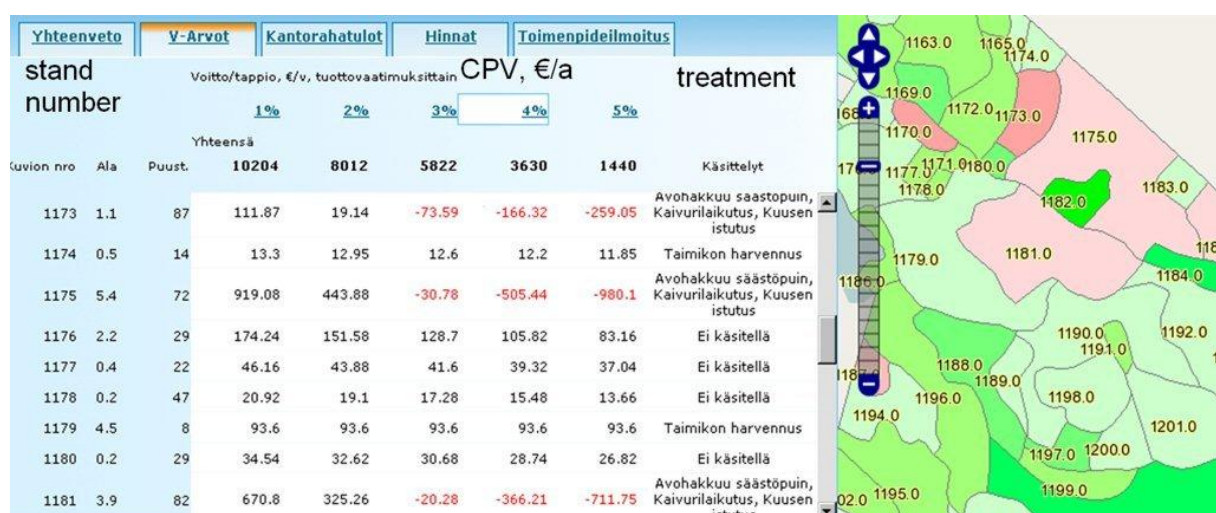 Yhteenveto V-Arvot Kantorahatulot Hinnat Toimenpideilmoitus
stand number
Voitto/tappio, €/v, tuottovaatimuksittain CPV, €/a treatment
1% 2% 3% 4% 5%
Yhteensä
Kuvion nro Ala Puust. 10204 8012 5822 3630 1440 Käsittelyt
Avohakkuu saastopuin,
1173 1.1 87 111.87 19.14 -73.59 -166.32 -259.05 Kaivurilaikutus, Kuusen
istutus
1174 0.5 14 13.3 12.95 12.6 12.2 11.85 Taimikon harvennus
Avohakkuu säästöpuin,
1175 5.4 72 919.08 443.88 -30.78 -505.44 -980.1 Kaivurilaikutus, Kuusen
istutus
1176 2.2 29 174.24 151.58 128.7 105.82 83.16 Ei käsitellä
1177 0.4 22 46.16 43.88 41.6 39.32 37.04 Ei käsitellä
1178 0.2 47 20.92 19.1 17.28 15.48 13.66 Ei käsitellä
1179 4.5 8 93.6 93.6 93.6 93.6 93.6 Taimikon harvennus
1180 0.2 29 34.54 32.62 30.68 28.74 26.82 Ei käsitellä
Avohakkuu säästöpuin,
1181 3.9 82 670.8 325.26 -20.28 -366.21 -711.75 Kaivurilaikutus, Kuusen
1163.0 1165.0
1174.0
1169.0
1172.0 1173.0
1170.0 1175.0
1171.0 1180.0
1177.0
1178.0 1183.0
1182.0
1179.0 1181.0
1184.0
1186.0
1190.0 1192.0
1191.0
1188.0
1189.0
1196.0 1198.0
1194.0
1201.0
1197.0 1200.0
1195.0 1199.0